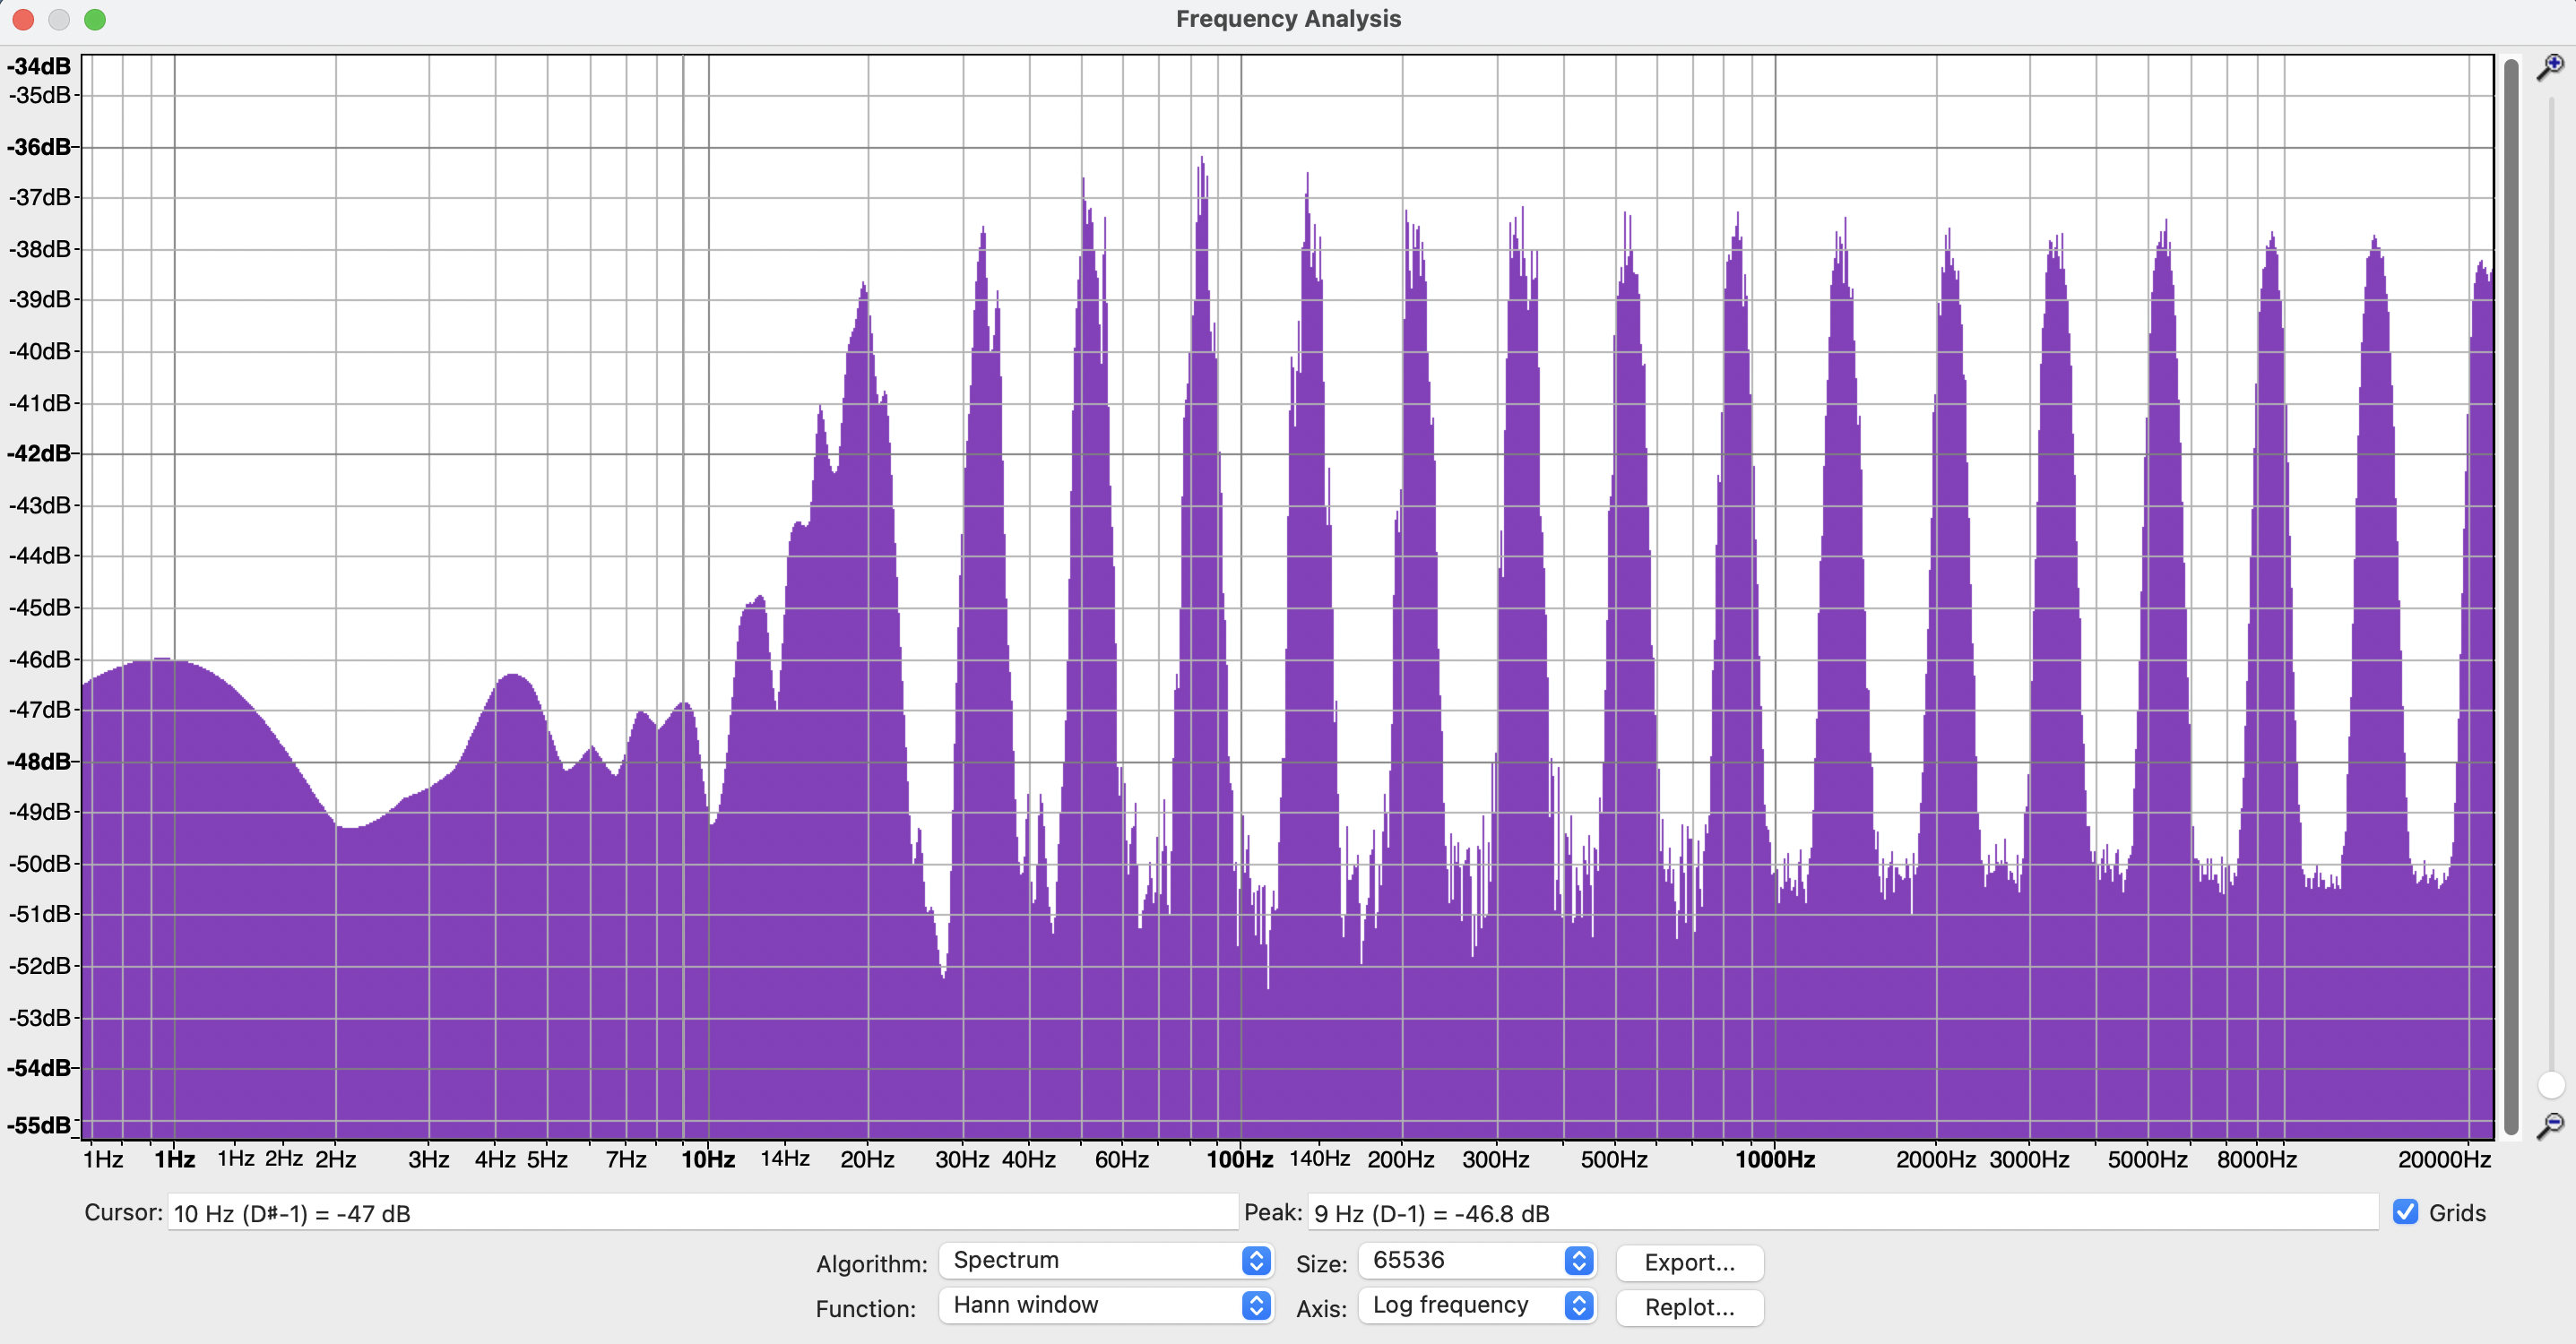 Frequency Analysis
-34dB
-35dB
-36dB
-37dB
-38dB
-39dB
-40dB
-41dB
-42dB
-43dB
-44dB
-45dB
-46dB
-47dB
-48dB
-49dB
-50dB
-51dB
-52dB
-53dB
-54dB
-55dB
1Hz 1Hz 1Hz 2Hz 2Hz 3Hz 4Hz 5Hz 7Hz 10Hz 14Hz 20Hz 30Hz 40Hz 60Hz 100Hz 140Hz 200Hz 300Hz 500Hz 1000Hz 2000Hz 3000Hz 5000Hz 8000Hz 20000Hz
Cursor: 10 Hz (D#-1) = -47 dB Peak: 9 Hz (D-1) = -46.8 dB Grids
Algorithm: Spectrum Size: 65536 Export...
Function: Hann window Axis: Log frequency Replot...